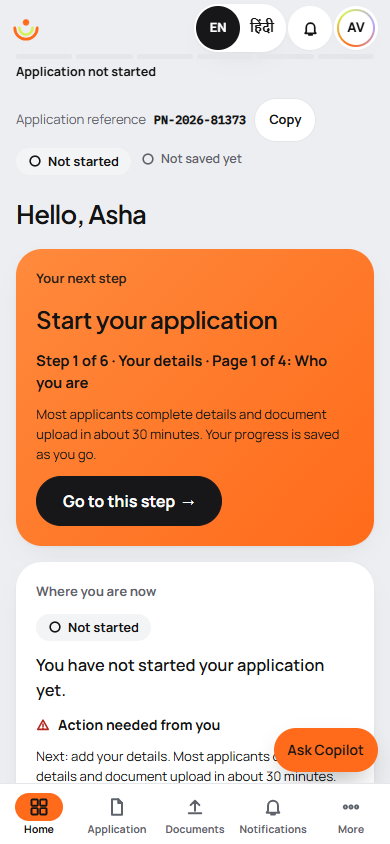 EN हिंदी AV
Application not started
Application reference PN-2026-81373 Copy
Not started Not saved yet
Hello, Asha
Your next step
Start your application
Step 1 of 6 · Your details · Page 1 of 4: Who
you are
Most applicants complete details and document
upload in about 30 minutes. Your progress is saved
as you go.
Go to this step →
Where you are now
Not started
You have not started your application
yet.
Action needed from you
Next: add your details. Most applicants
details and document upload in about 30 minutes.
Ask Copilot
Home Application Documents Notifications More